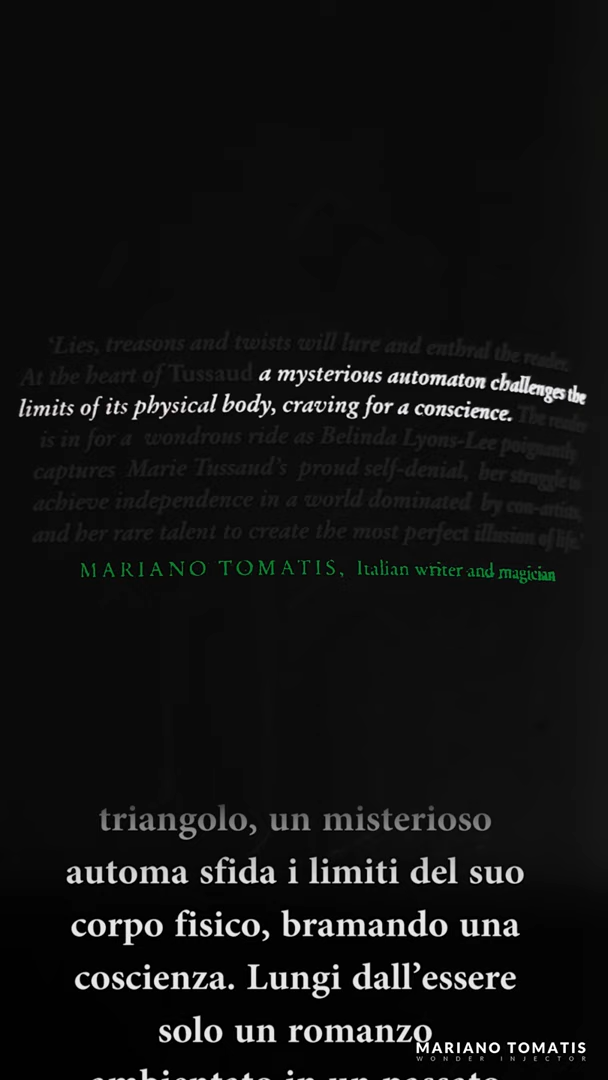 ‘Lies, treasons and twists will lure and enthral the reader.
At the heart of Tussaud a mysterious automaton challenges the
limits of its physical body, craving for a conscience. The reader
is in for a wondrous ride as Belinda Lyons-Lee poignantly
captures Marie Tussaud’s proud self-denial, her struggle to
achieve independence in a world dominated by con-artists,
and her rare talent to create the most perfect illusion of life.’
MARIANO TOMATIS, Italian writer and magician
triangolo, un misterioso
automa sfida i limiti del suo
corpo fisico, bramando una
coscienza. Lungi dall’essere
solo un romanzo
ambientato in un passato
MARIANO TOMATIS
WONDER INJECTOR